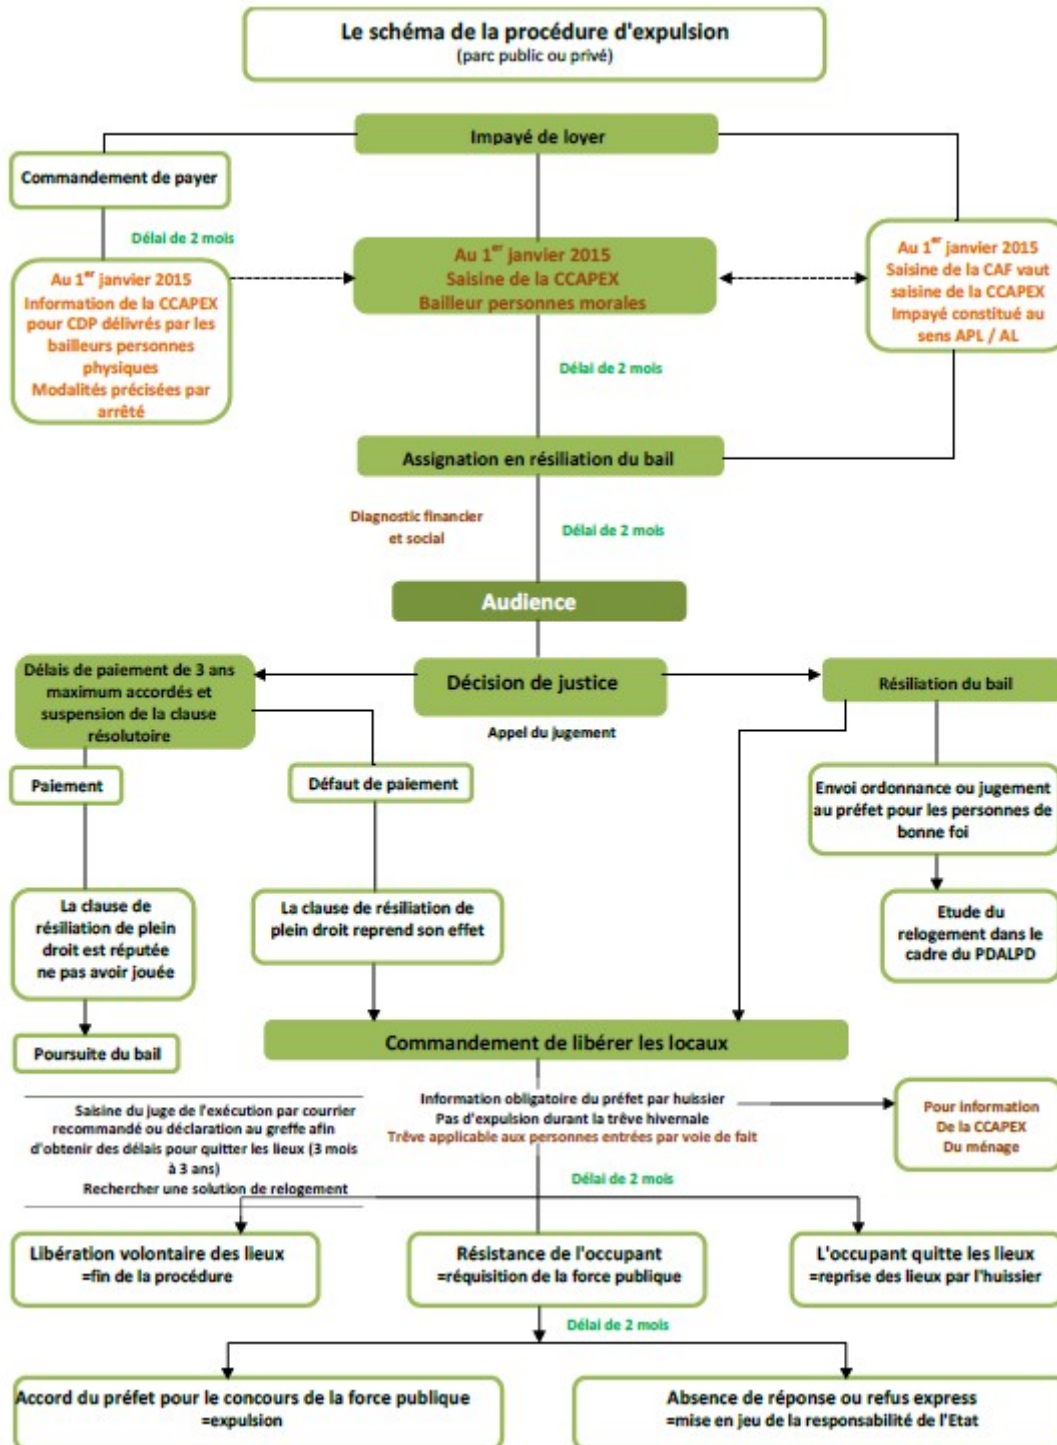 Le schéma de la procédure d'expulsion
(parc public ou privé)
Impayé de loyer
Commandement de payer
Délai de 2 mois
Au 1er janvier 2015
Information de la CCAPEX
pour CDP délivrés par les
bailleurs personnes
physiques
Modalités précisées par
arrêté
Au 1er janvier 2015
Saisine de la CCAPEX
Bailleur personnes morales
Au 1er janvier 2015
Saisine de la CAF vaut
saisine de la CCAPEX
Impayé constitué au
sens APL / AL
Délai de 2 mois
Assignation en résiliation du bail
Diagnostic financier
et social
Délai de 2 mois
Audience
Délais de paiement de 3 ans
maximum accordés et
suspension de la clause
résolutoire
Décision de justice
Résiliation du bail
Appel du jugement
Paiement
Défaut de paiement
Envoi ordonnance ou jugement
au préfet pour les personnes de
bonne foi
La clause de
résiliation de plein
droit est réputée
ne pas avoir jouée
La clause de résiliation de
plein droit reprend son effet
Etude du
relogement dans le
cadre du PDALPD
Poursuite du bail
Commandement de libérer les locaux
Saisine du juge de l'exécution par courrier
recommandé ou déclaration au greffe afin
d'obtenir des délais pour quitter les lieux (3 mois
à 3 ans)
Rechercher une solution de relogement
Information obligatoire du préfet par huissier
Pas d'expulsion durant la trêve hivernale
Trêve applicable aux personnes entrées par voie de fait
Pour information
De la CCAPEX
Du ménage
Délai de 2 mois
Libération volontaire des lieux
=fin de la procédure
Résistance de l'occupant
=réquisition de la force publique
L'occupant quitte les lieux
=reprise des lieux par l'huissier
Délai de 2 mois
Accord du préfet pour le concours de la force publique
=expulsion
Absence de réponse ou refus express
=mise en jeu de la responsabilité de l'Etat